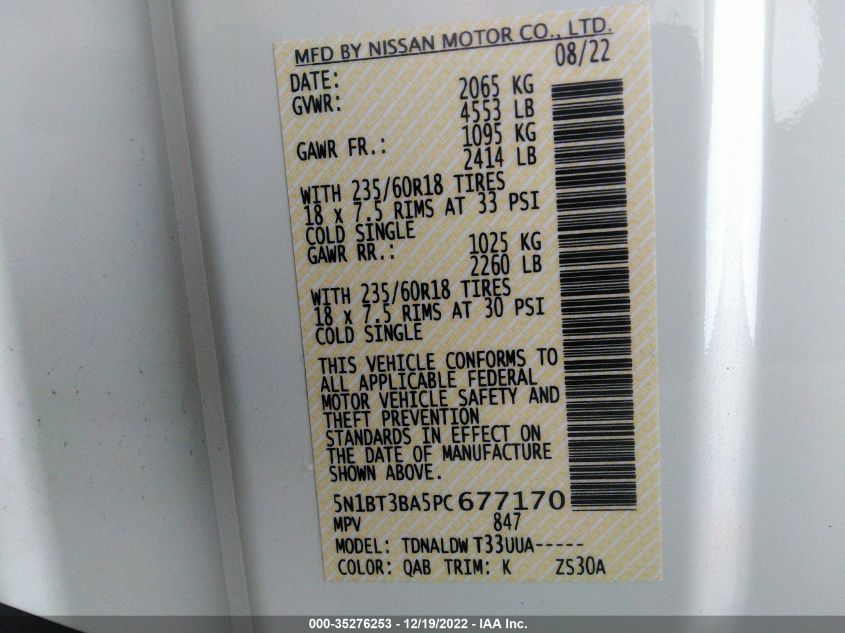 MFD BY NISSAN MOTOR CO., LTD.
DATE: 08/22
GVWR: 2065 KG
4553 LB
GAWR FR.: 1095 KG
2414 LB
WITH 235/60R18 TIRES
18 x 7.5 RIMS AT 33 PSI
COLD SINGLE
GAWR RR.: 1025 KG
2260 LB
WITH 235/60R18 TIRES
18 x 7.5 RIMS AT 30 PSI
COLD SINGLE
THIS VEHICLE CONFORMS TO
ALL APPLICABLE FEDERAL
MOTOR VEHICLE SAFETY AND
THEFT PREVENTION
STANDARDS IN EFFECT ON
THE DATE OF MANUFACTURE
SHOWN ABOVE.
5N1BT3BA5PC677170
MPV 847
MODEL: TDNALDW T33UUA-----
COLOR: QAB TRIM: K ZS30A
000-35276253 - 12/19/2022 - IAA Inc.